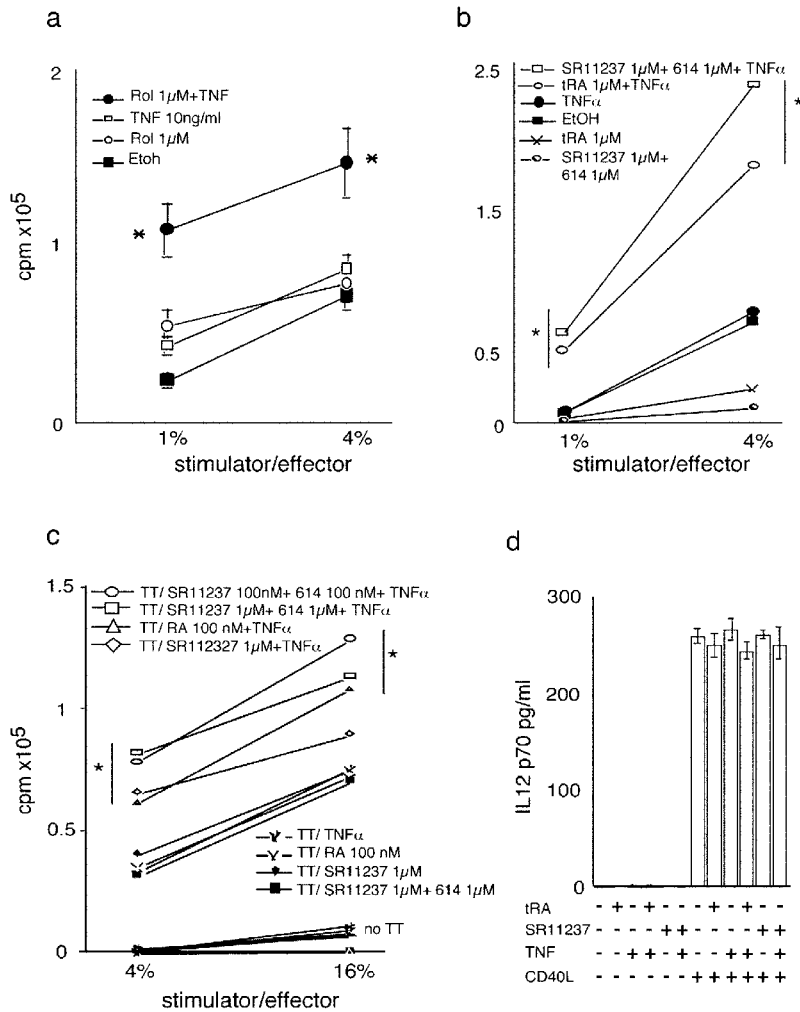 a
2
1
0
cpm x10⁵
Rol 1µM+TNF
TNF 10ng/ml
Rol 1µM
Etoh
*
*
1%
4%
stimulator/effector
b
2.5
1.5
0.5
0
SR11237 1µM+ 614 1µM+ TNFα
tRA 1µM+TNFα
TNFα
EtOH
tRA 1µM
SR11237 1µM+
614 1µM
*
*
1%
4%
stimulator/effector
c
1.5
1
0.5
0
cpm x10⁵
TT/ SR11237 100nM+ 614 100 nM+ TNFα
TT/ SR11237 1µM+ 614 1µM+ TNFα
TT/ RA 100 nM+TNFα
TT/ SR112327 1µM+TNFα
*
*
TT/ TNFα
TT/ RA 100 nM
TT/ SR11237 1µM
TT/ SR11237 1µM+ 614 1µM
no TT
4%
16%
stimulator/effector
d
300
200
100
0
IL12 p70 pg/ml
tRA - + - + - - - + - + - -
SR11237 - - - - + + - - - - + +
TNF - - + + - + - - + + - +
CD40L - - - - - - + + + + + +